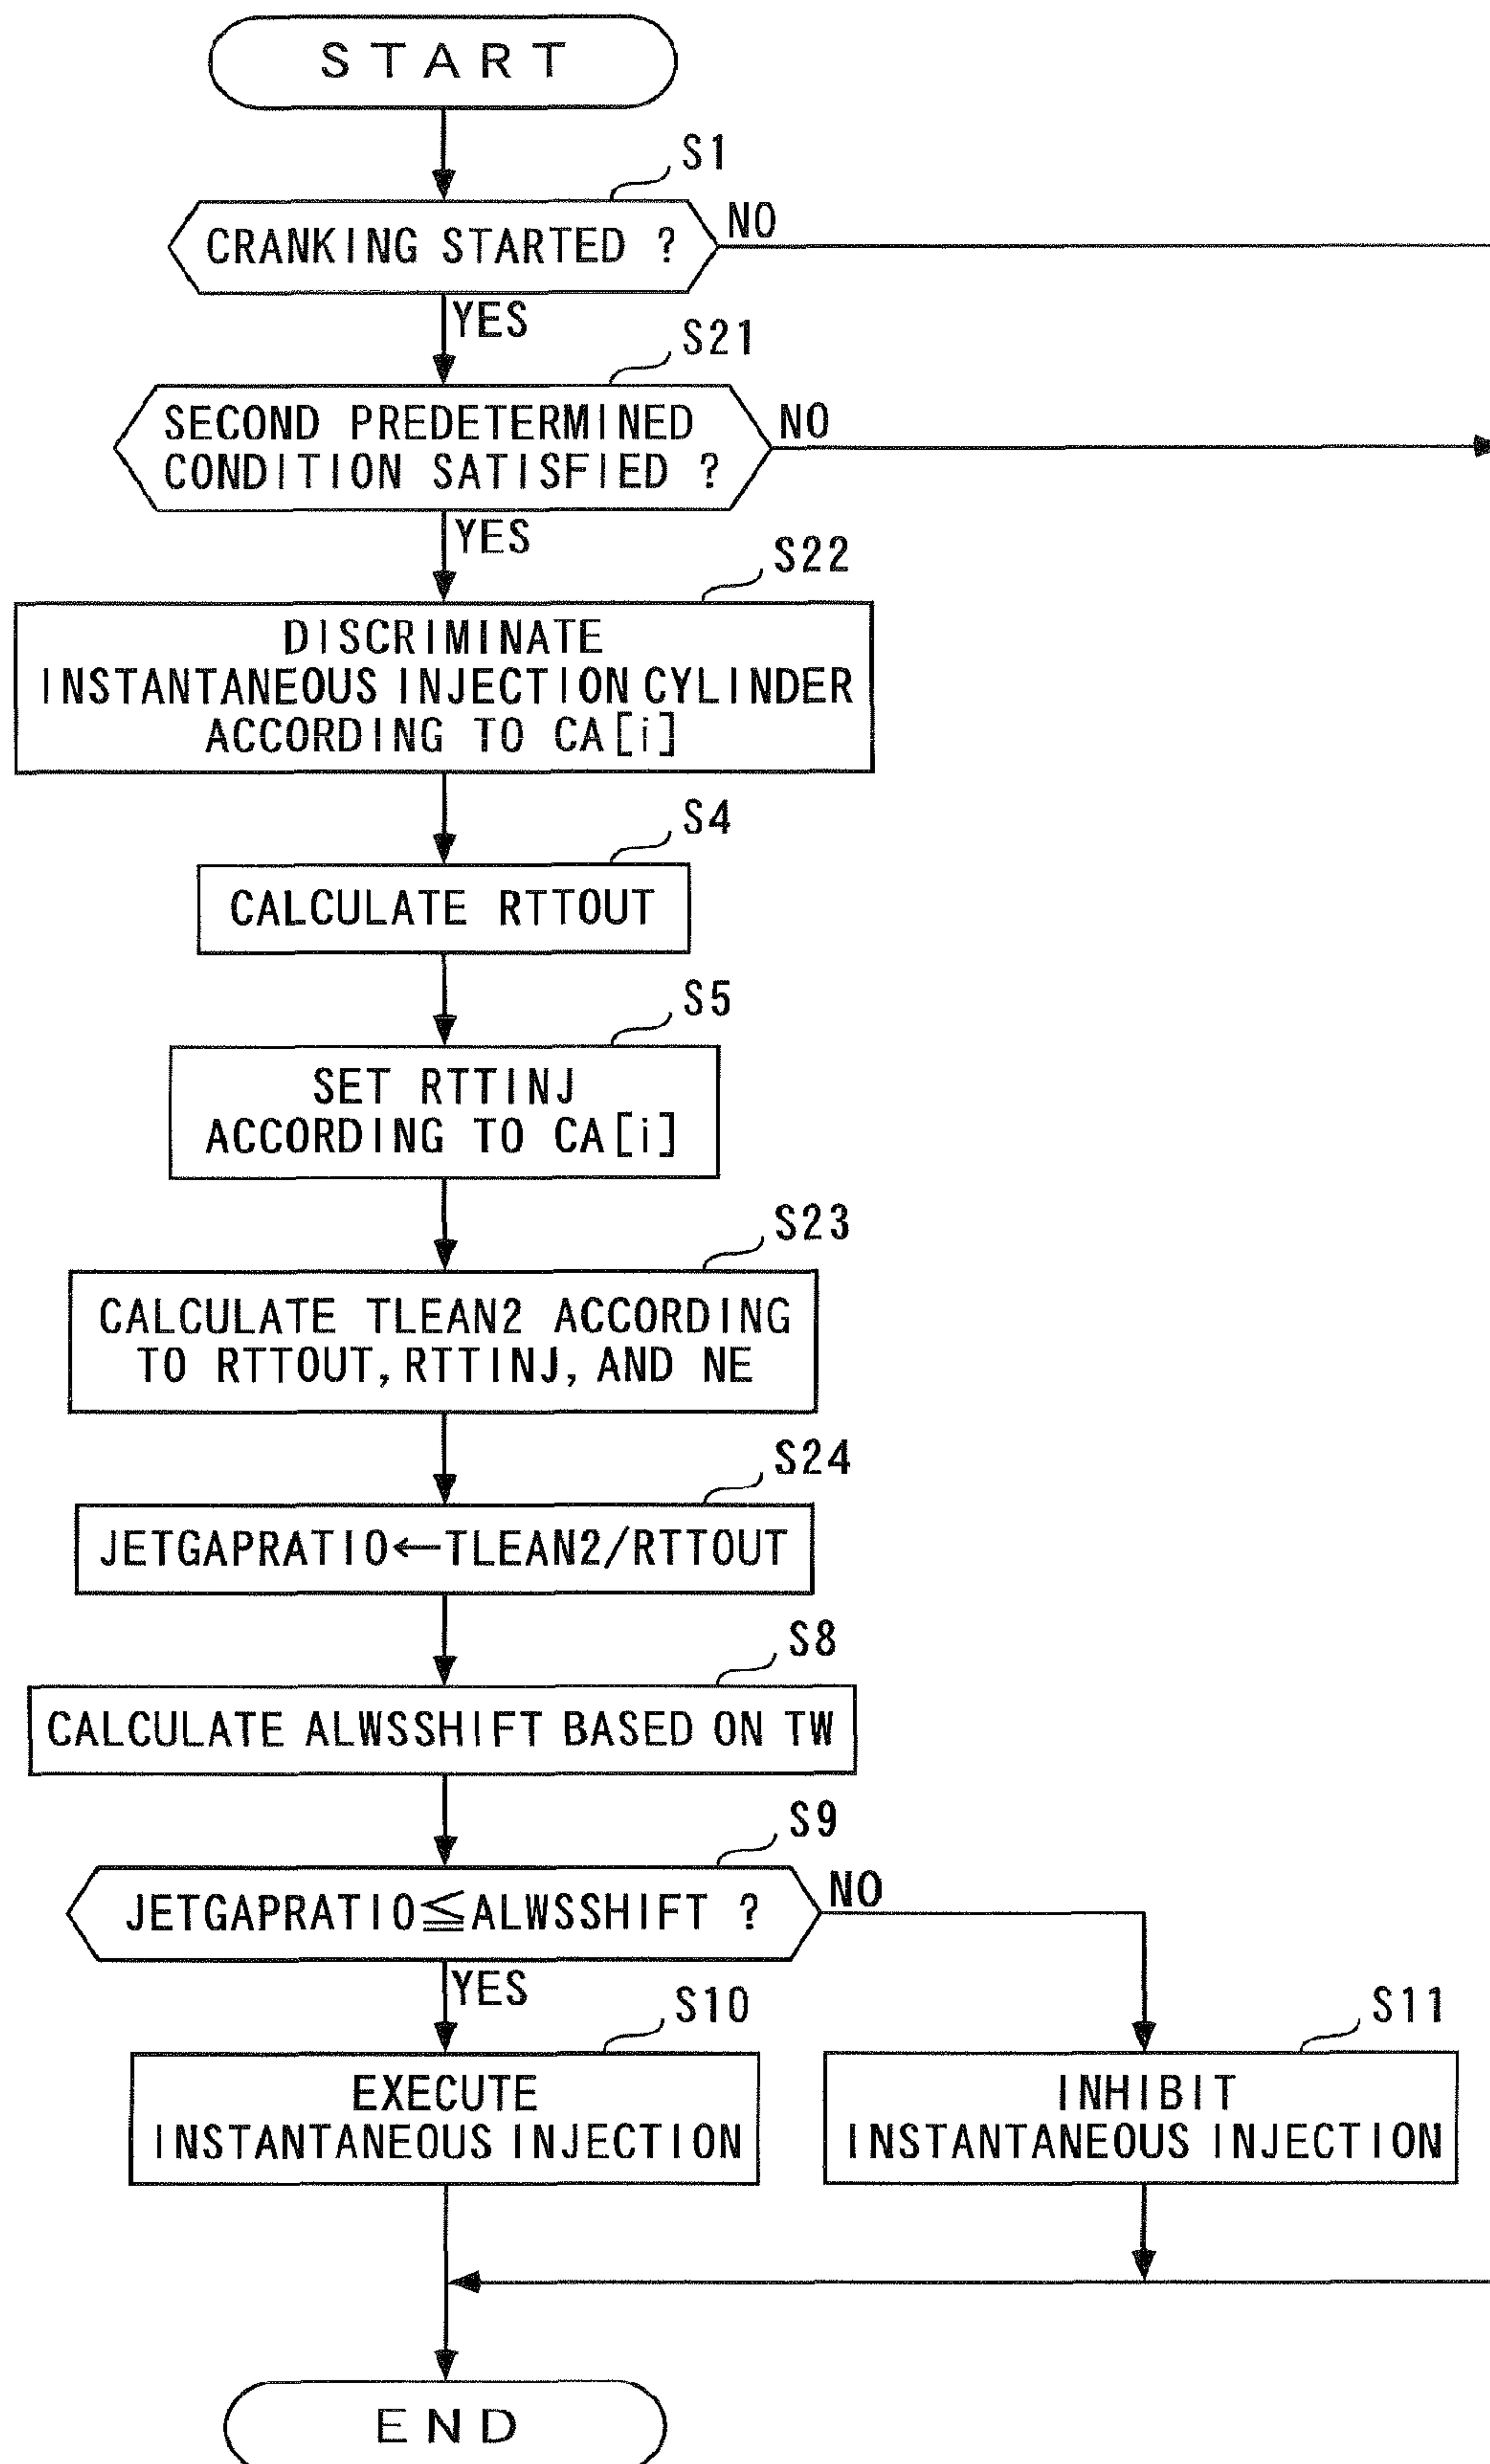 START
S1
CRANKING STARTED ?
NO
YES
S21
SECOND PREDETERMINED
CONDITION SATISFIED ?
NO
YES
S22
DISCRIMINATE
INSTANTANEOUS INJECTION CYLINDER
ACCORDING TO CA[i]
S4
CALCULATE RTTOUT
S5
SET RTTINJ
ACCORDING TO CA[i]
S23
CALCULATE TLEAN2 ACCORDING
TO RTTOUT, RTTINJ, AND NE
S24
JETGAPRATIO←TLEAN2/RTTOUT
S8
CALCULATE ALWSSHIFT BASED ON TW
S9
JETGAPRATIO≦ALWSSHIFT ?
NO
YES
S10
S11
EXECUTE
INSTANTANEOUS INJECTION
INHIBIT
INSTANTANEOUS INJECTION
END